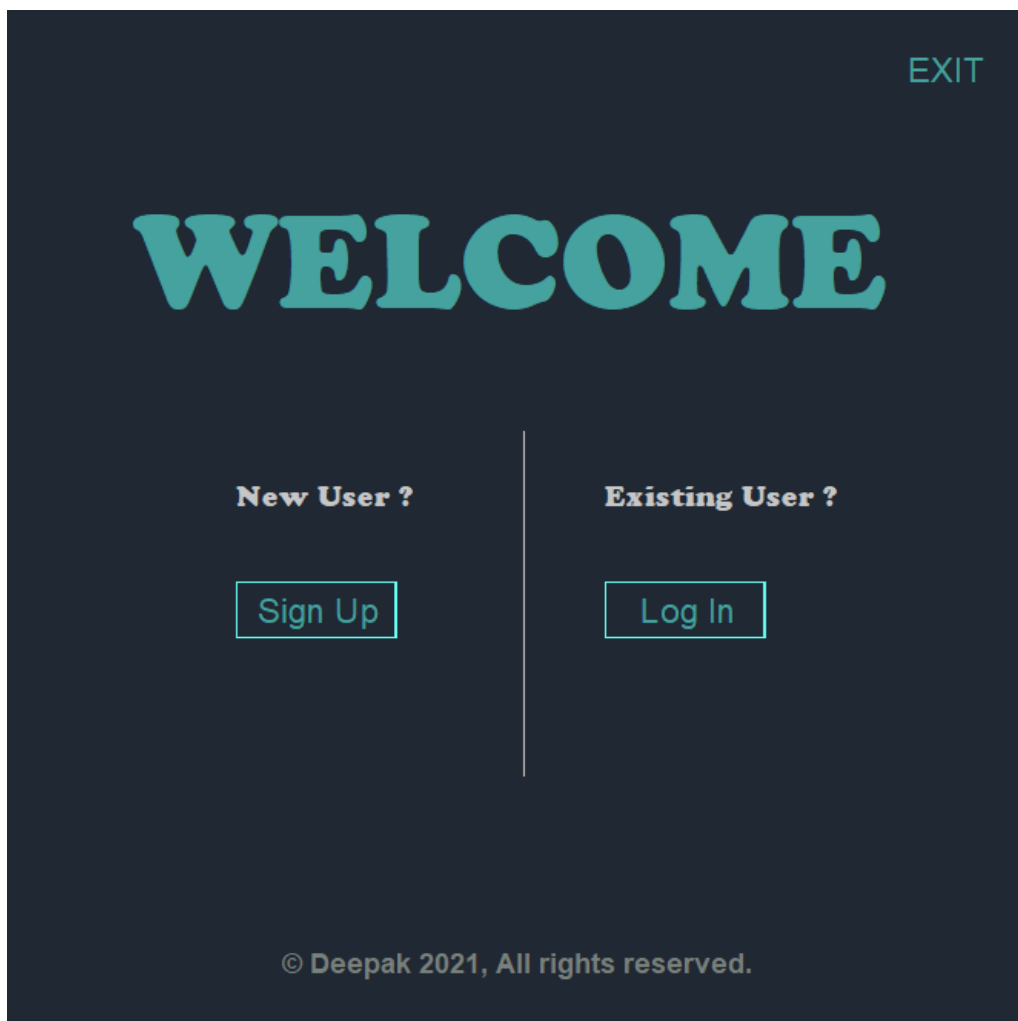 EXIT
WELCOME
New User ?
Existing User ?
Sign Up
Log In
© Deepak 2021, All rights reserved.